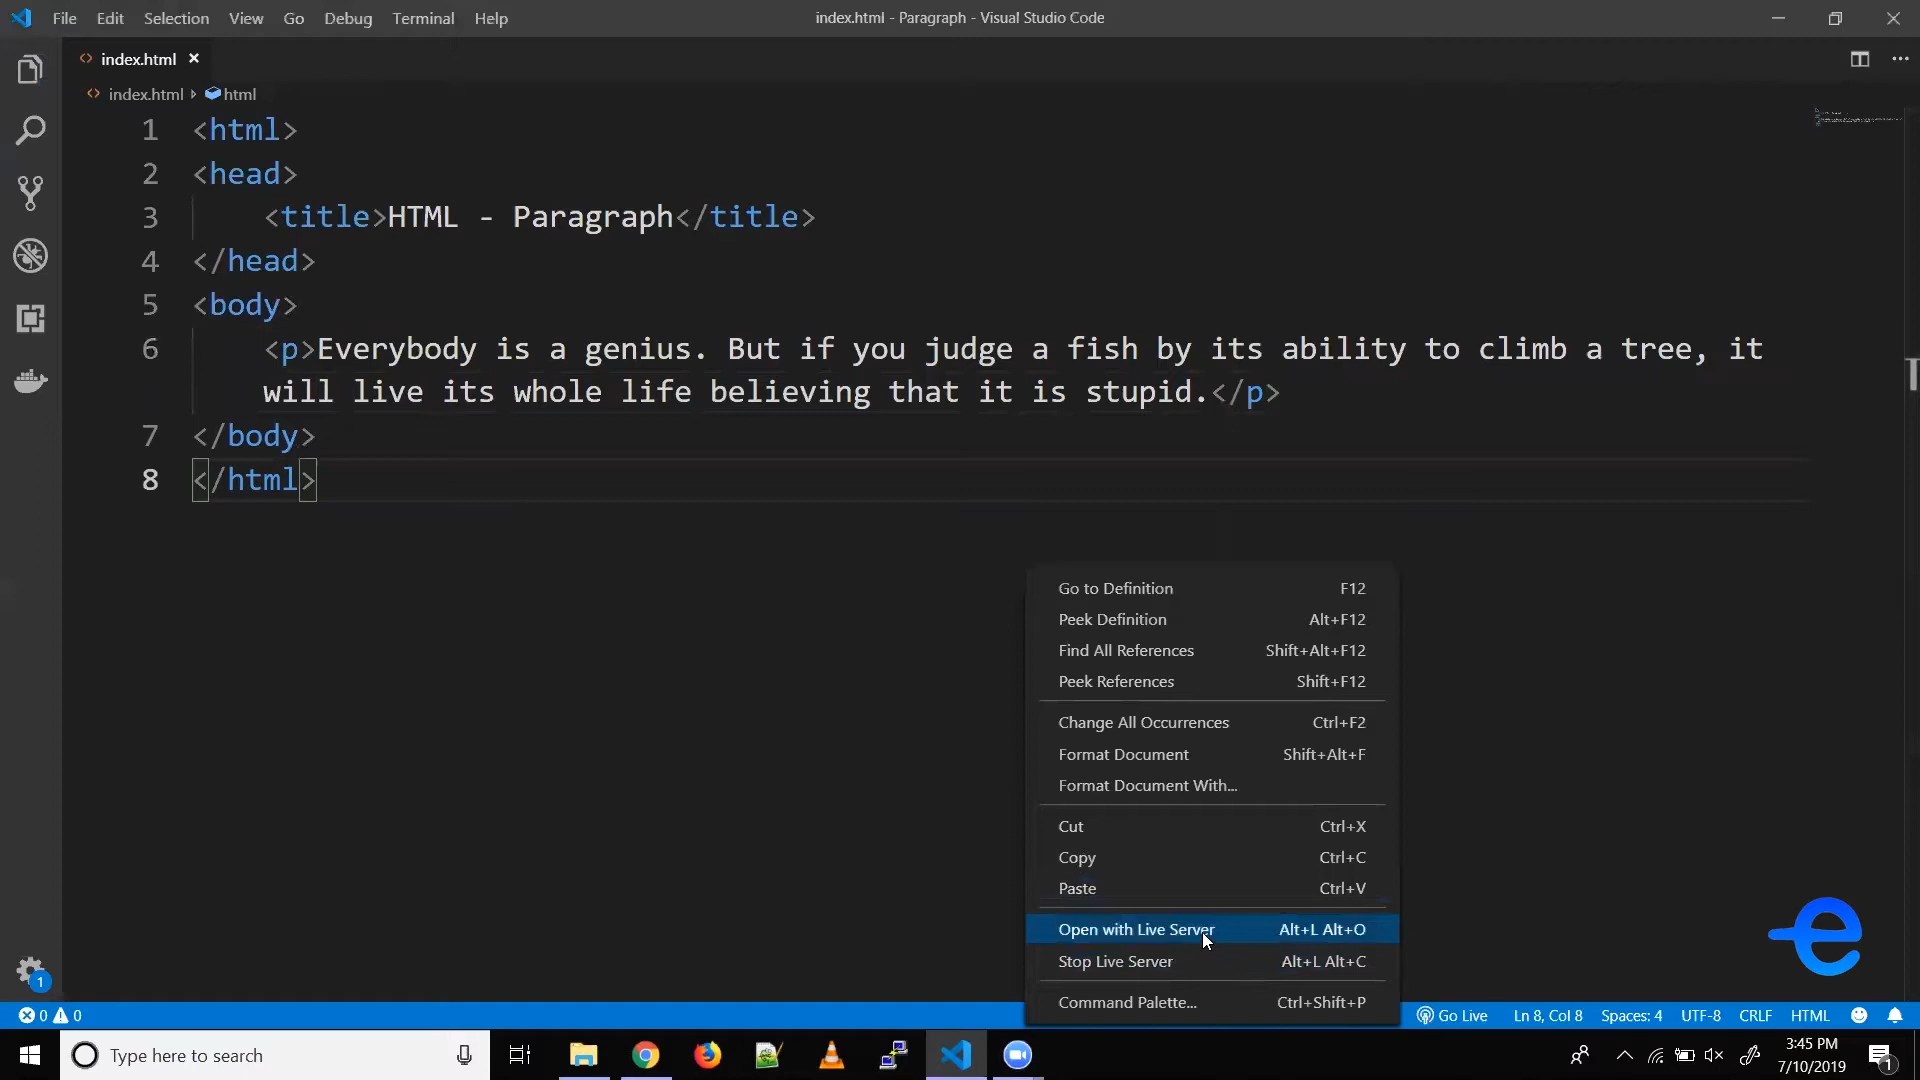 File Edit Selection View Go Debug Terminal Help
index.html - Paragraph - Visual Studio Code
index.html
index.html html
1 <html>
2 <head>
3 <title>HTML - Paragraph</title>
4 </head>
5 <body>
6 <p>Everybody is a genius. But if you judge a fish by its ability to climb a tree, it
will live its whole life believing that it is stupid.</p>
7 </body>
8 </html>
Go to Definition F12
Peek Definition Alt+F12
Find All References Shift+Alt+F12
Peek References Shift+F12
Change All Occurrences Ctrl+F2
Format Document Shift+Alt+F
Format Document With...
Cut Ctrl+X
Copy Ctrl+C
Paste Ctrl+V
Open with Live Server Alt+L Alt+O
Stop Live Server Alt+L Alt+C
Command Palette... Ctrl+Shift+P
1
0 0
Go Live Ln 8, Col 8 Spaces: 4 UTF-8 CRLF HTML
Type here to search
3:45 PM
7/10/2019
1